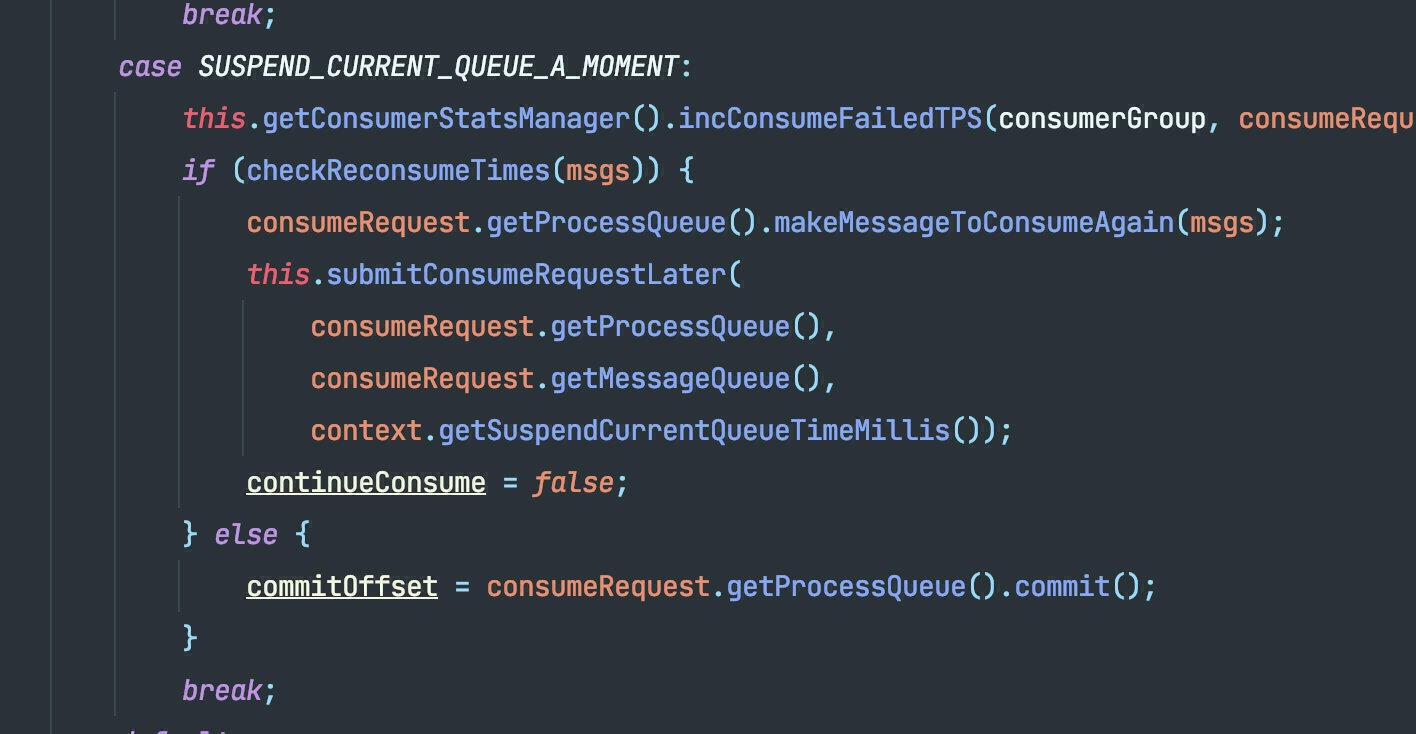 break;
case SUSPEND_CURRENT_QUEUE_A_MOMENT:
this.getConsumerStatsManager().incConsumeFailedTPS(consumerGroup, consumeRequ
if (checkReconsumeTimes(msgs)) {
consumeRequest.getProcessQueue().makeMessageToConsumeAgain(msgs);
this.submitConsumeRequestLater(
consumeRequest.getProcessQueue(),
consumeRequest.getMessageQueue(),
context.getSuspendCurrentQueueTimeMillis());
continueConsume = false;
} else {
commitOffset = consumeRequest.getProcessQueue().commit();
}
break;